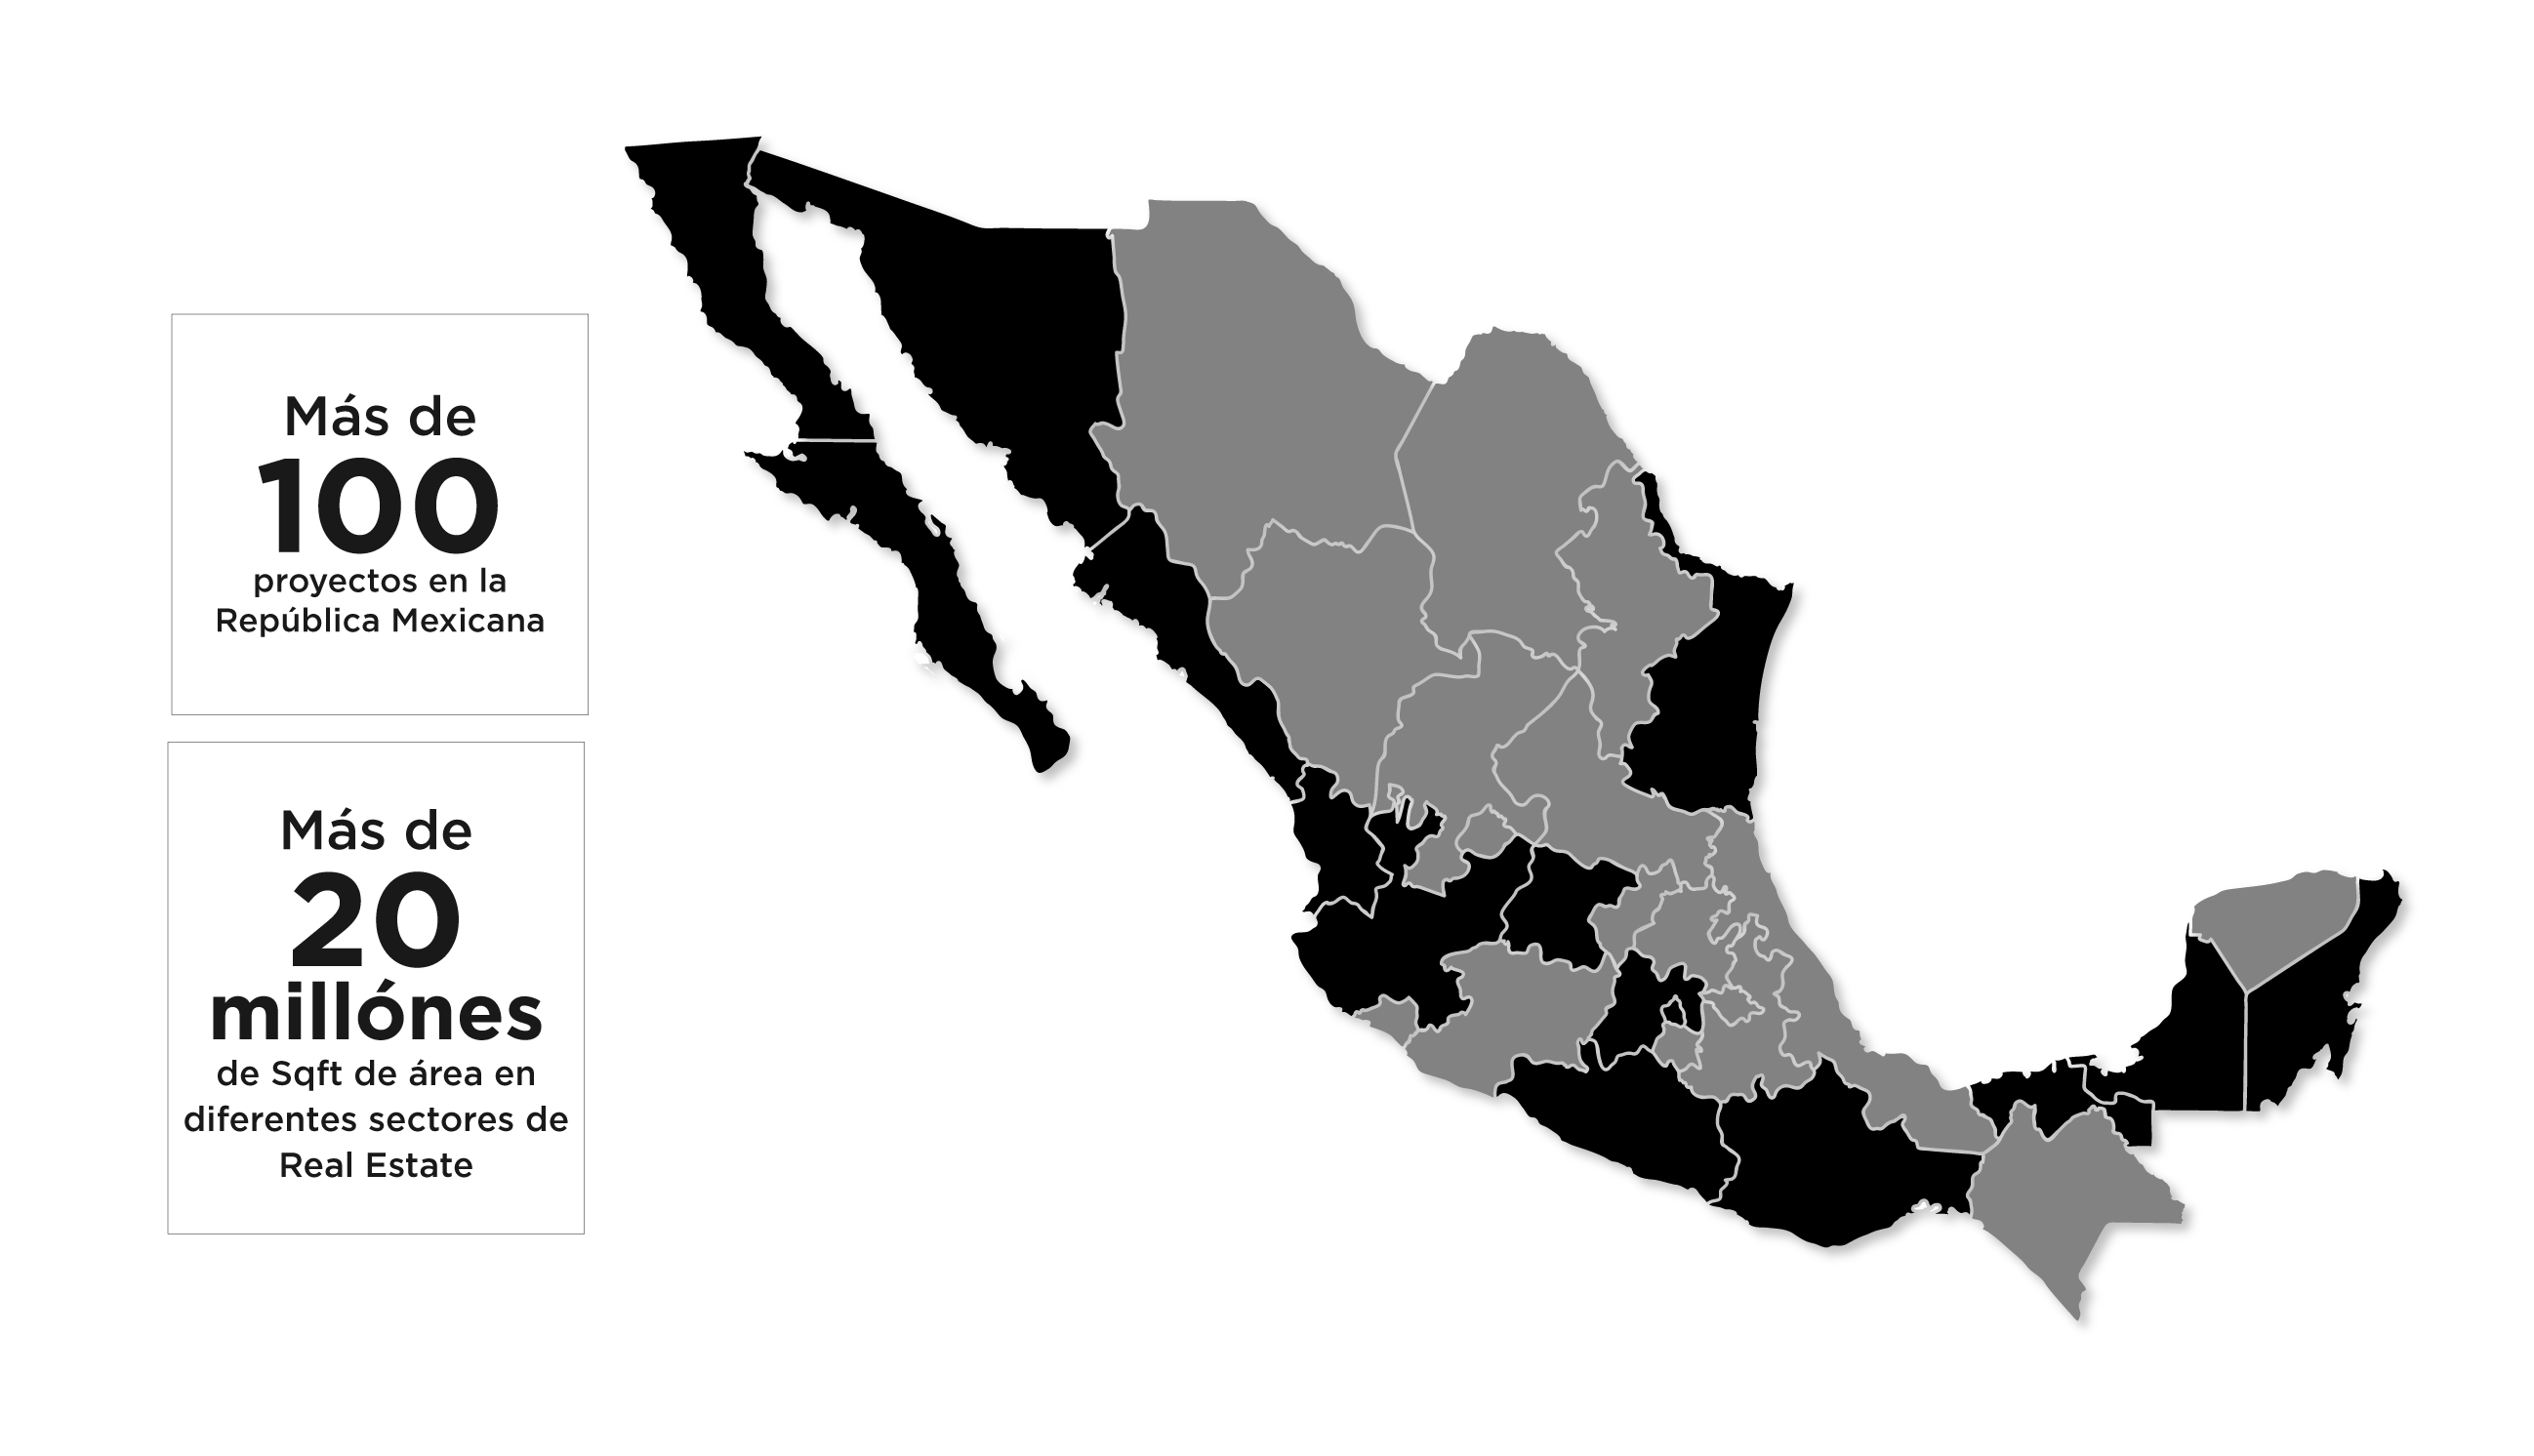 Más de
100
proyectos en la
República Mexicana
Más de
20
millónes
de Sqft de área en
diferentes sectores de
Real Estate